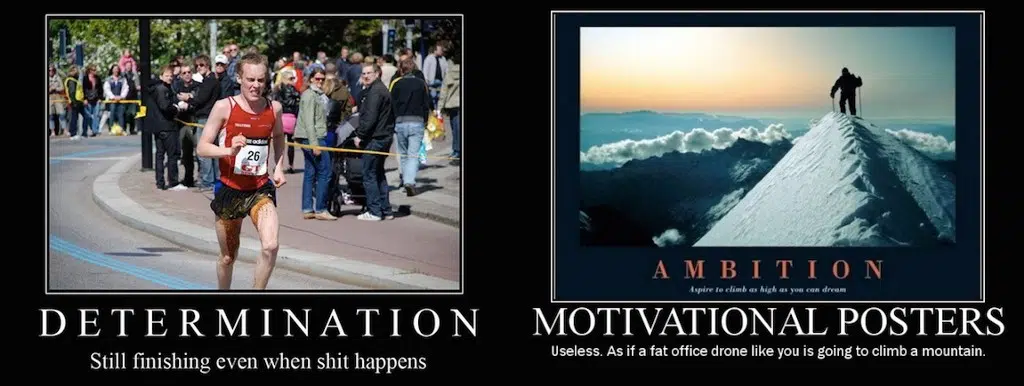 26
DETERMINATION
Still finishing even when shit happens
AMBITION
Aspire to climb as high as you can dream
MOTIVATIONAL POSTERS
Useless. As if a fat office drone like you is going to climb a mountain.